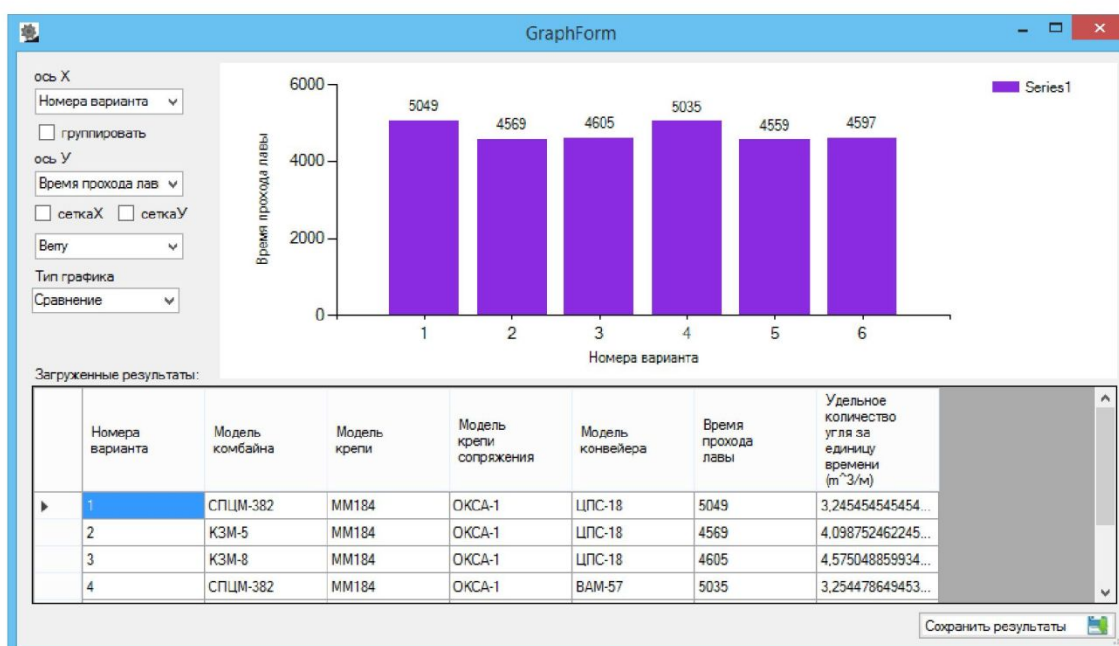 GraphForm
ось X
Номера варианта
группировать
ось У
Время прохода лав
сеткаХ
сеткаУ
Berry
Тип графика
Сравнение
6000
4000
2000
0
Время прохода лавы
5049
4569
4605
5035
4559
4597
1
2
3
4
5
6
Номера варианта
Series1
Загруженные результаты:
Номера варианта
Модель комбайна
Модель крепи
Модель крепи сопряжения
Модель конвейера
Время прохода лавы
Удельное количество угля за единицу времени (m^3/м)
1 СПЦМ-382 ММ184 ОКСА-1 ЦПС-18 5049 3,245454545454...
2 КЗМ-5 ММ184 ОКСА-1 ЦПС-18 4569 4,098752462245...
3 КЗМ-8 ММ184 ОКСА-1 ЦПС-18 4605 4,575048859934...
4 СПЦМ-382 ММ184 ОКСА-1 ВАМ-57 5035 3,254478649453...
Сохранить результаты